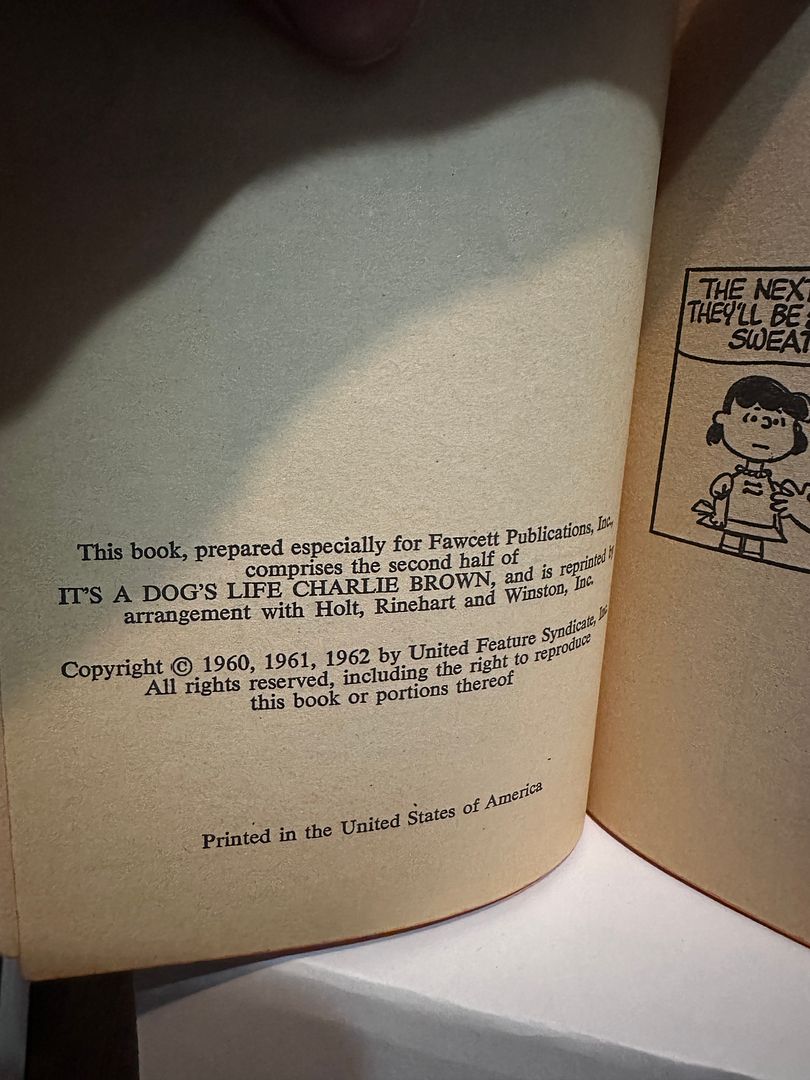 This book, prepared especially for Fawcett Publications, Inc.,
comprises the second half of
IT'S A DOG'S LIFE CHARLIE BROWN, and is reprinted by
arrangement with Holt, Rinehart and Winston, Inc.
Copyright © 1960, 1961, 1962 by United Feature Syndicate, Inc.
All rights reserved, including the right to reproduce
this book or portions thereof
Printed in the United States of America
THE NEXT
THEY'LL BE
SWEAT